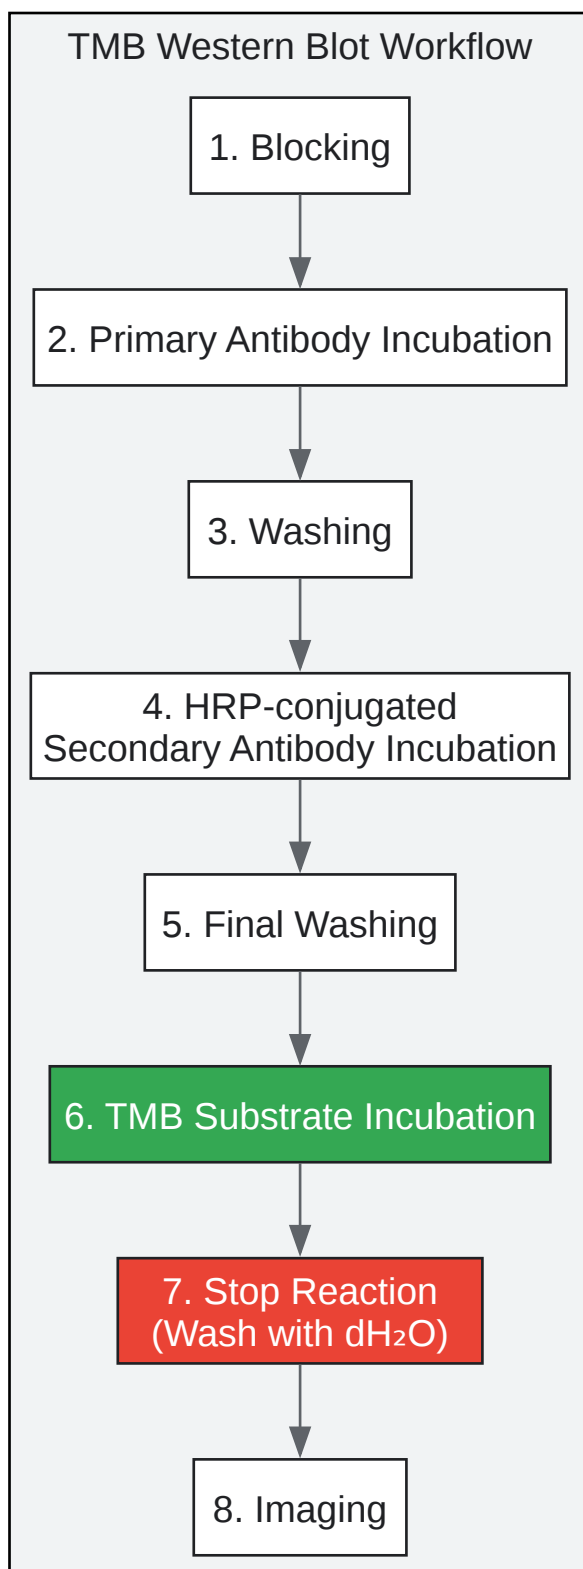 TMB Western Blot Workflow
1. Blocking
2. Primary Antibody Incubation
3. Washing
4. HRP-conjugated
Secondary Antibody Incubation
5. Final Washing
6. TMB Substrate Incubation
7. Stop Reaction
(Wash with dH₂O)
8. Imaging